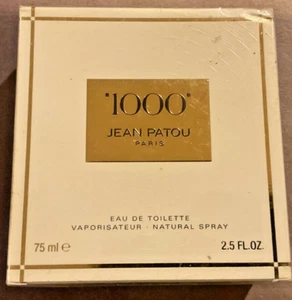 "1000"
JEAN PATOU
PARIS
EAU DE TOILETTE
VAPORISATEUR · NATURAL SPRAY
75 ml e 2.5 FL.OZ.